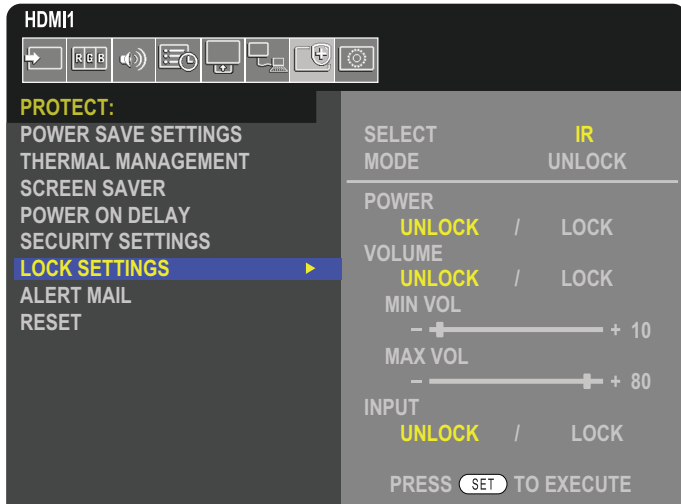 HDMI1
RGB
PROTECT:
POWER SAVE SETTINGS
THERMAL MANAGEMENT
SCREEN SAVER
POWER ON DELAY
SECURITY SETTINGS
LOCK SETTINGS
ALERT MAIL
RESET
SELECT IR
MODE UNLOCK
POWER
UNLOCK / LOCK
VOLUME
UNLOCK / LOCK
MIN VOL
– + 10
MAX VOL
– + 80
INPUT
UNLOCK / LOCK
PRESS SET TO EXECUTE